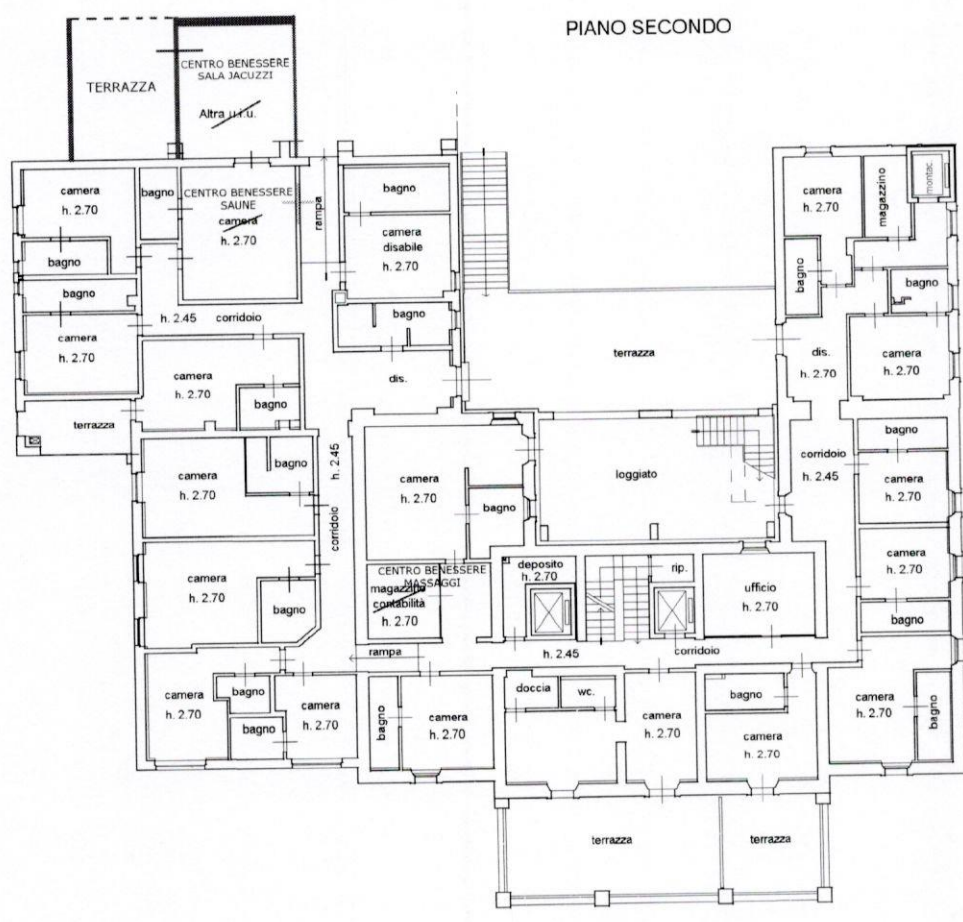 PIANO SECONDO
TERRAZZA
CENTRO BENESSERE
SALA JACUZZI
Altra u.i.u.
camera
h. 2.70
bagno
CENTRO BENESSERE
SAUNE
camera
h. 2.70
rampa
bagno
camera
disabile
h. 2.70
bagno
bagno
h. 2.45 corridoio
camera
h. 2.70
bagno
dis.
camera
h. 2.70
bagno
terrazza
camera
h. 2.70
magazzino
montac.
bagno
bagno
terrazza
dis.
h. 2.70
camera
h. 2.70
camera
h. 2.70
bagno
h. 2.45
corridoio
camera
h. 2.70
bagno
loggiato
corridoio
h. 2.45
bagno
camera
h. 2.70
camera
h. 2.70
bagno
CENTRO BENESSERE
MASSAGGI
magazzino
contabilità
h. 2.70
deposito
h. 2.70
rip.
ufficio
h. 2.70
camera
h. 2.70
bagno
rampa
h. 2.45
corridoio
camera
h. 2.70
bagno
bagno
camera
h. 2.70
bagno
camera
h. 2.70
doccia
wc.
camera
h. 2.70
bagno
camera
h. 2.70
camera
h. 2.70
bagno
terrazza
terrazza